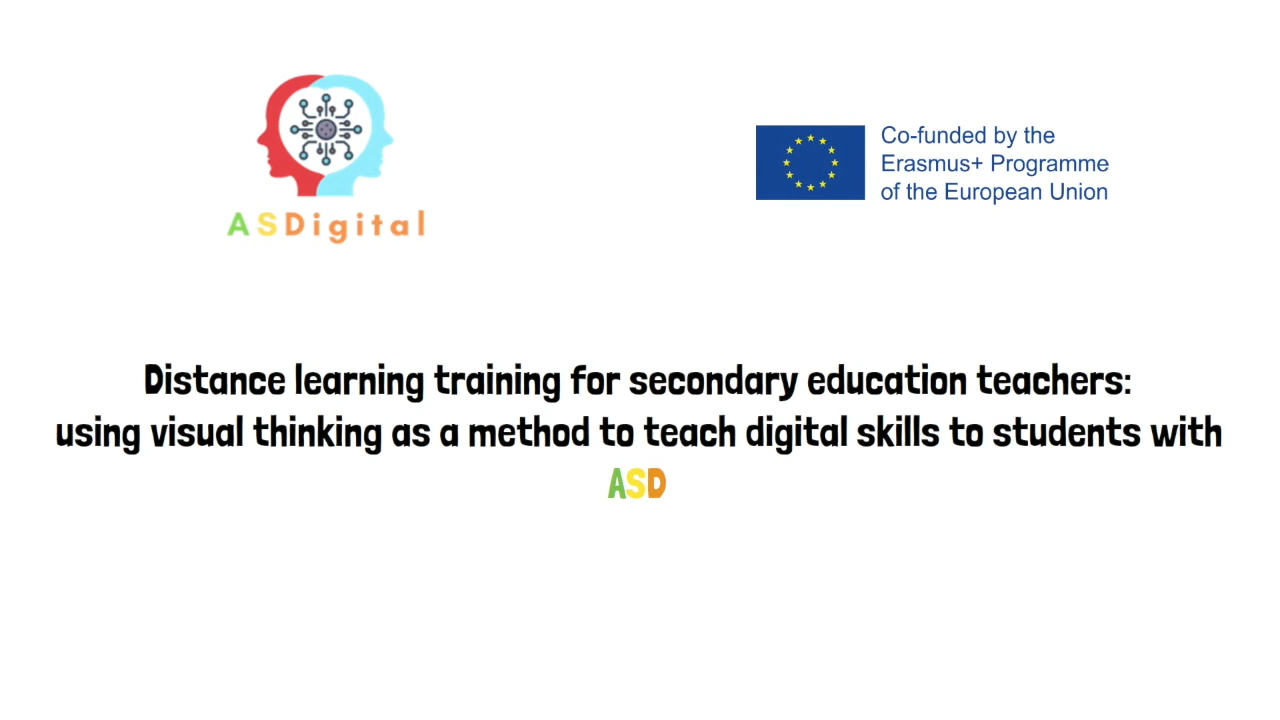 ASDigital
Co-funded by the
Erasmus+ Programme
of the European Union
Distance learning training for secondary education teachers:
using visual thinking as a method to teach digital skills to students with
ASD